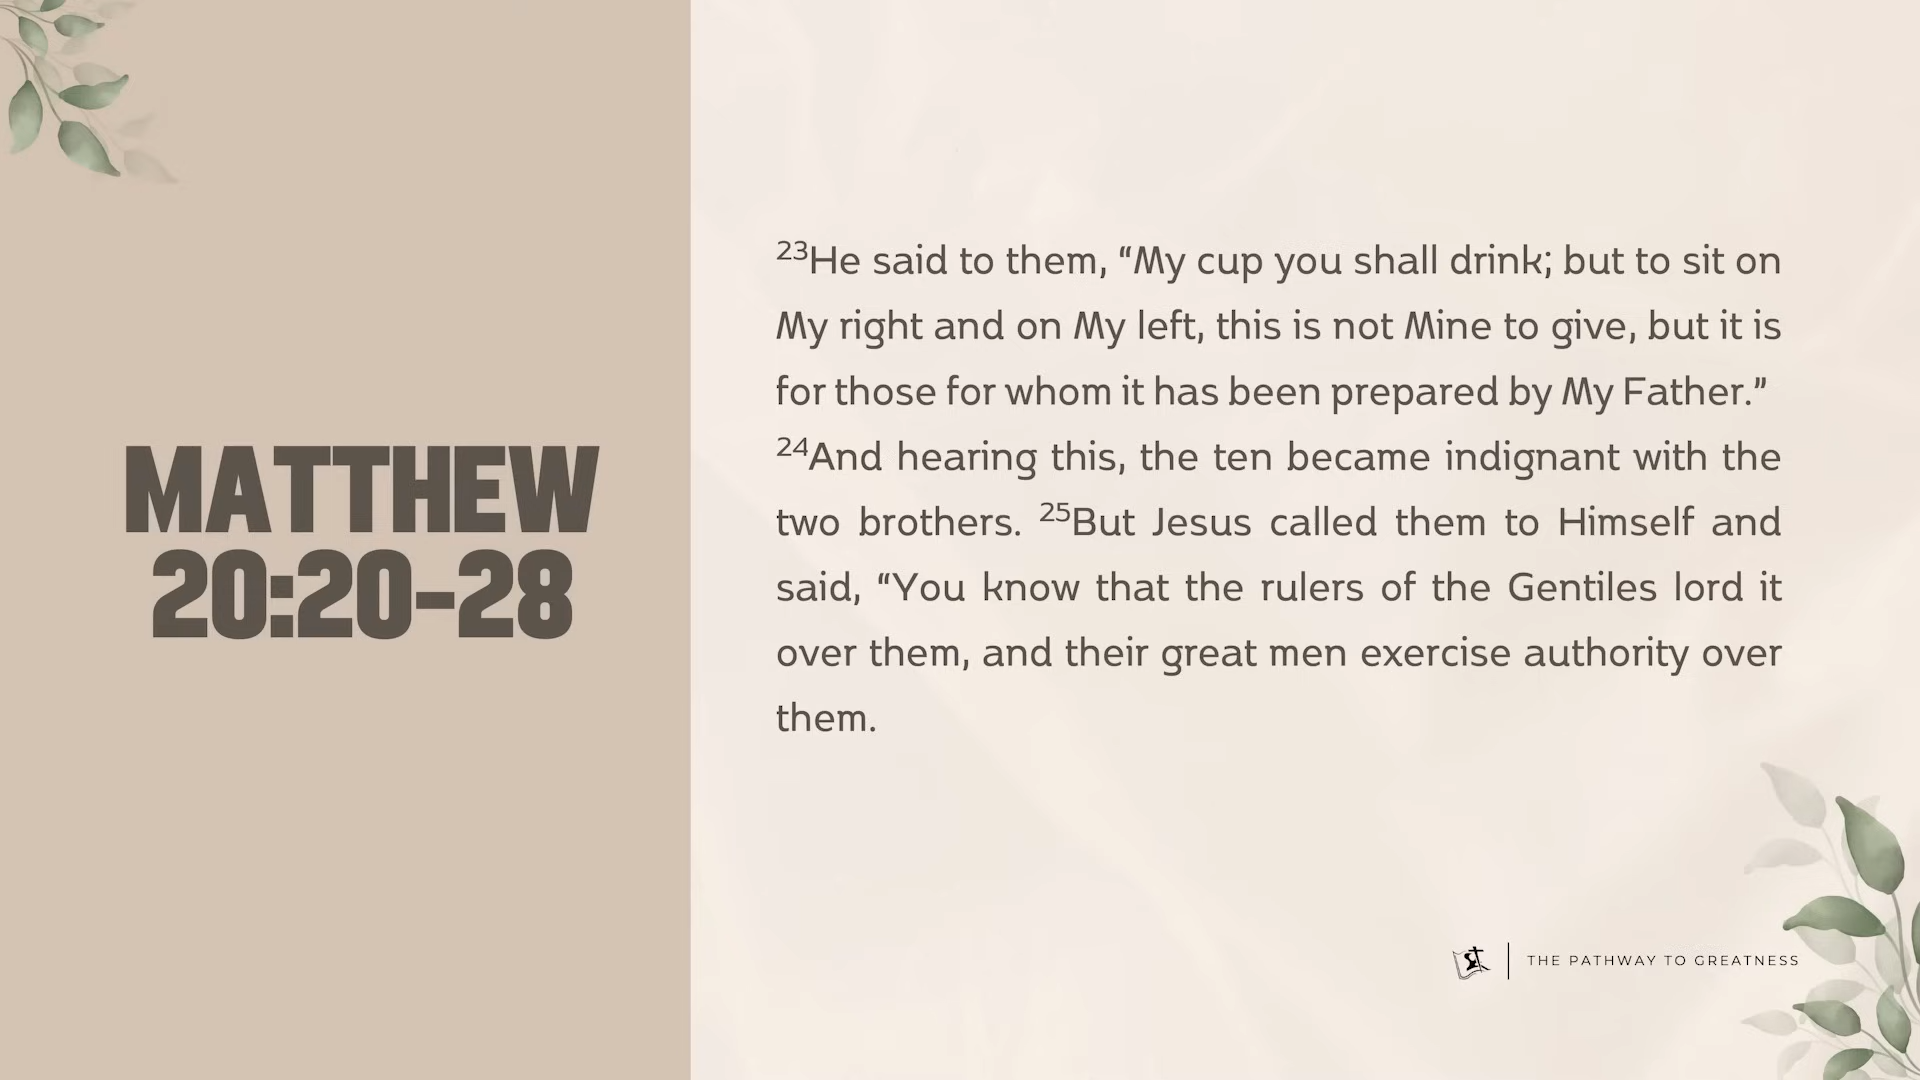 MATTHEW
20:20-28
²³He said to them, “My cup you shall drink; but to sit on
My right and on My left, this is not Mine to give, but it is
for those for whom it has been prepared by My Father.”
²⁴And hearing this, the ten became indignant with the
two brothers. ²⁵But Jesus called them to Himself and
said, “You know that the rulers of the Gentiles lord it
over them, and their great men exercise authority over
them.
THE PATHWAY TO GREATNESS